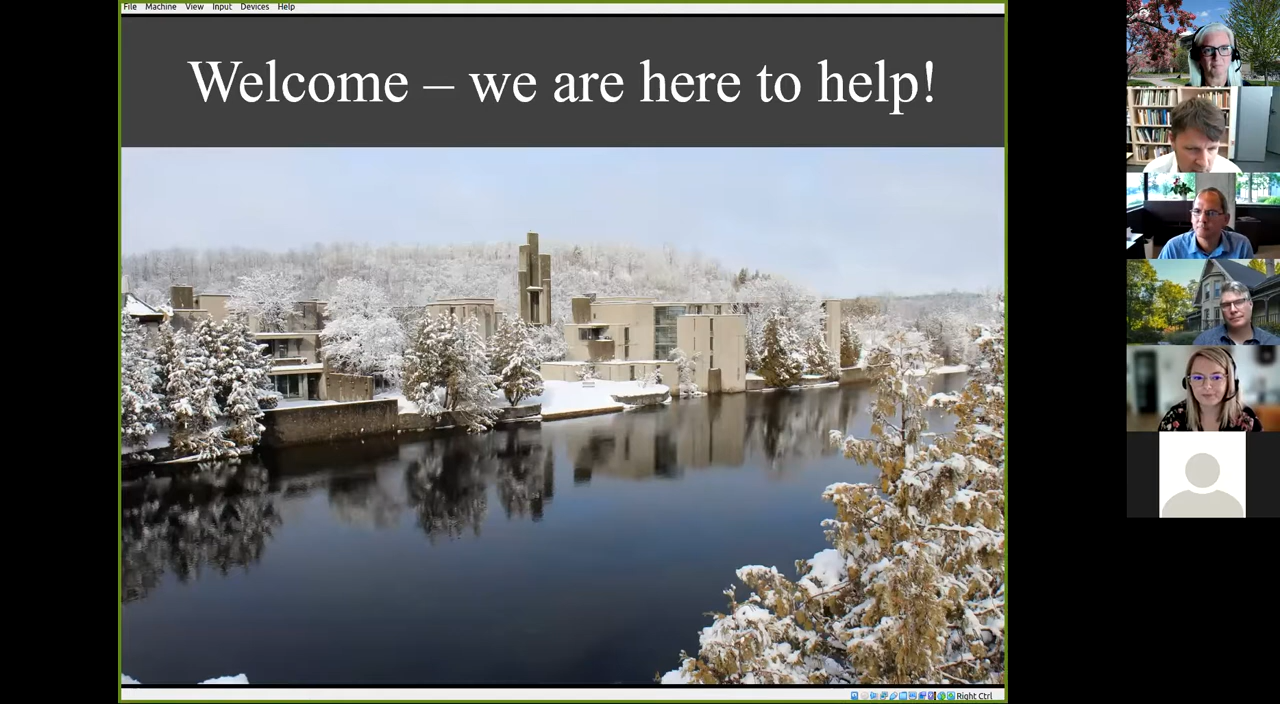 File Machine View Input Devices Help
Welcome – we are here to help!
Right Ctrl